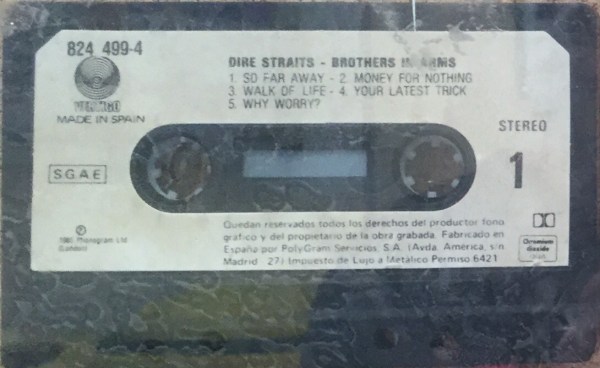 824 499-4
VERTIGO
MADE IN SPAIN
DIRE STRAITS - BROTHERS IN ARMS
1. SO FAR AWAY - 2. MONEY FOR NOTHING
3. WALK OF LIFE - 4. YOUR LATEST TRICK
5. WHY WORRY?
STEREO
1
S.G.A.E.
Ⓟ
1985 Phonogram Ltd
(London)
Quedan reservados todos los derechos del productor fono
gráfico y del propietario de la obra grabada. Fabricado en
España por PolyGram Servicios, S.A. (Avda. América, s/n
Madrid - 27) Impuesto de Lujo a Metálico Permiso 6421
Chromium
dioxide